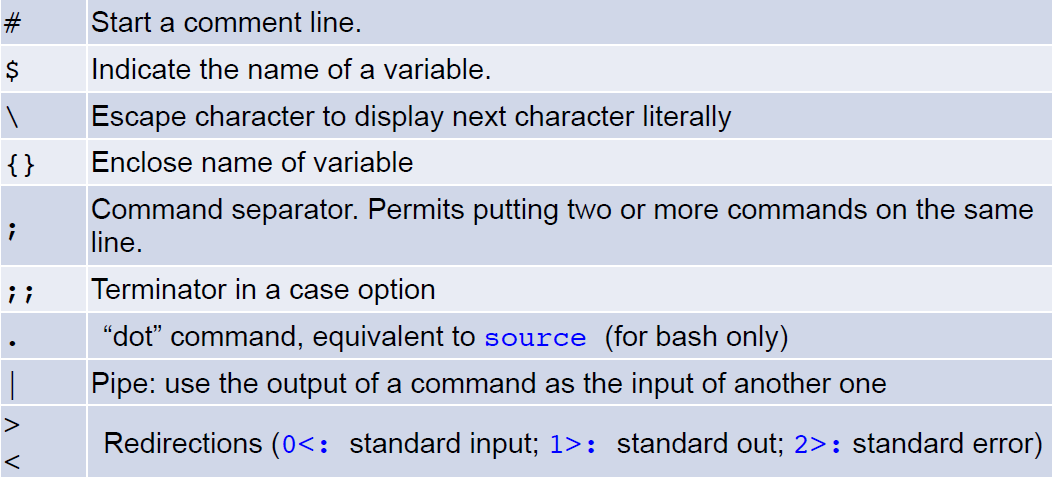 # Start a comment line.
$ Indicate the name of a variable.
\ Escape character to display next character literally
{} Enclose name of variable
; Command separator. Permits putting two or more commands on the same
line.
;; Terminator in a case option
. “dot” command, equivalent to source (for bash only)
| Pipe: use the output of a command as the input of another one
>
< Redirections (0<: standard input; 1>: standard out; 2>: standard error)